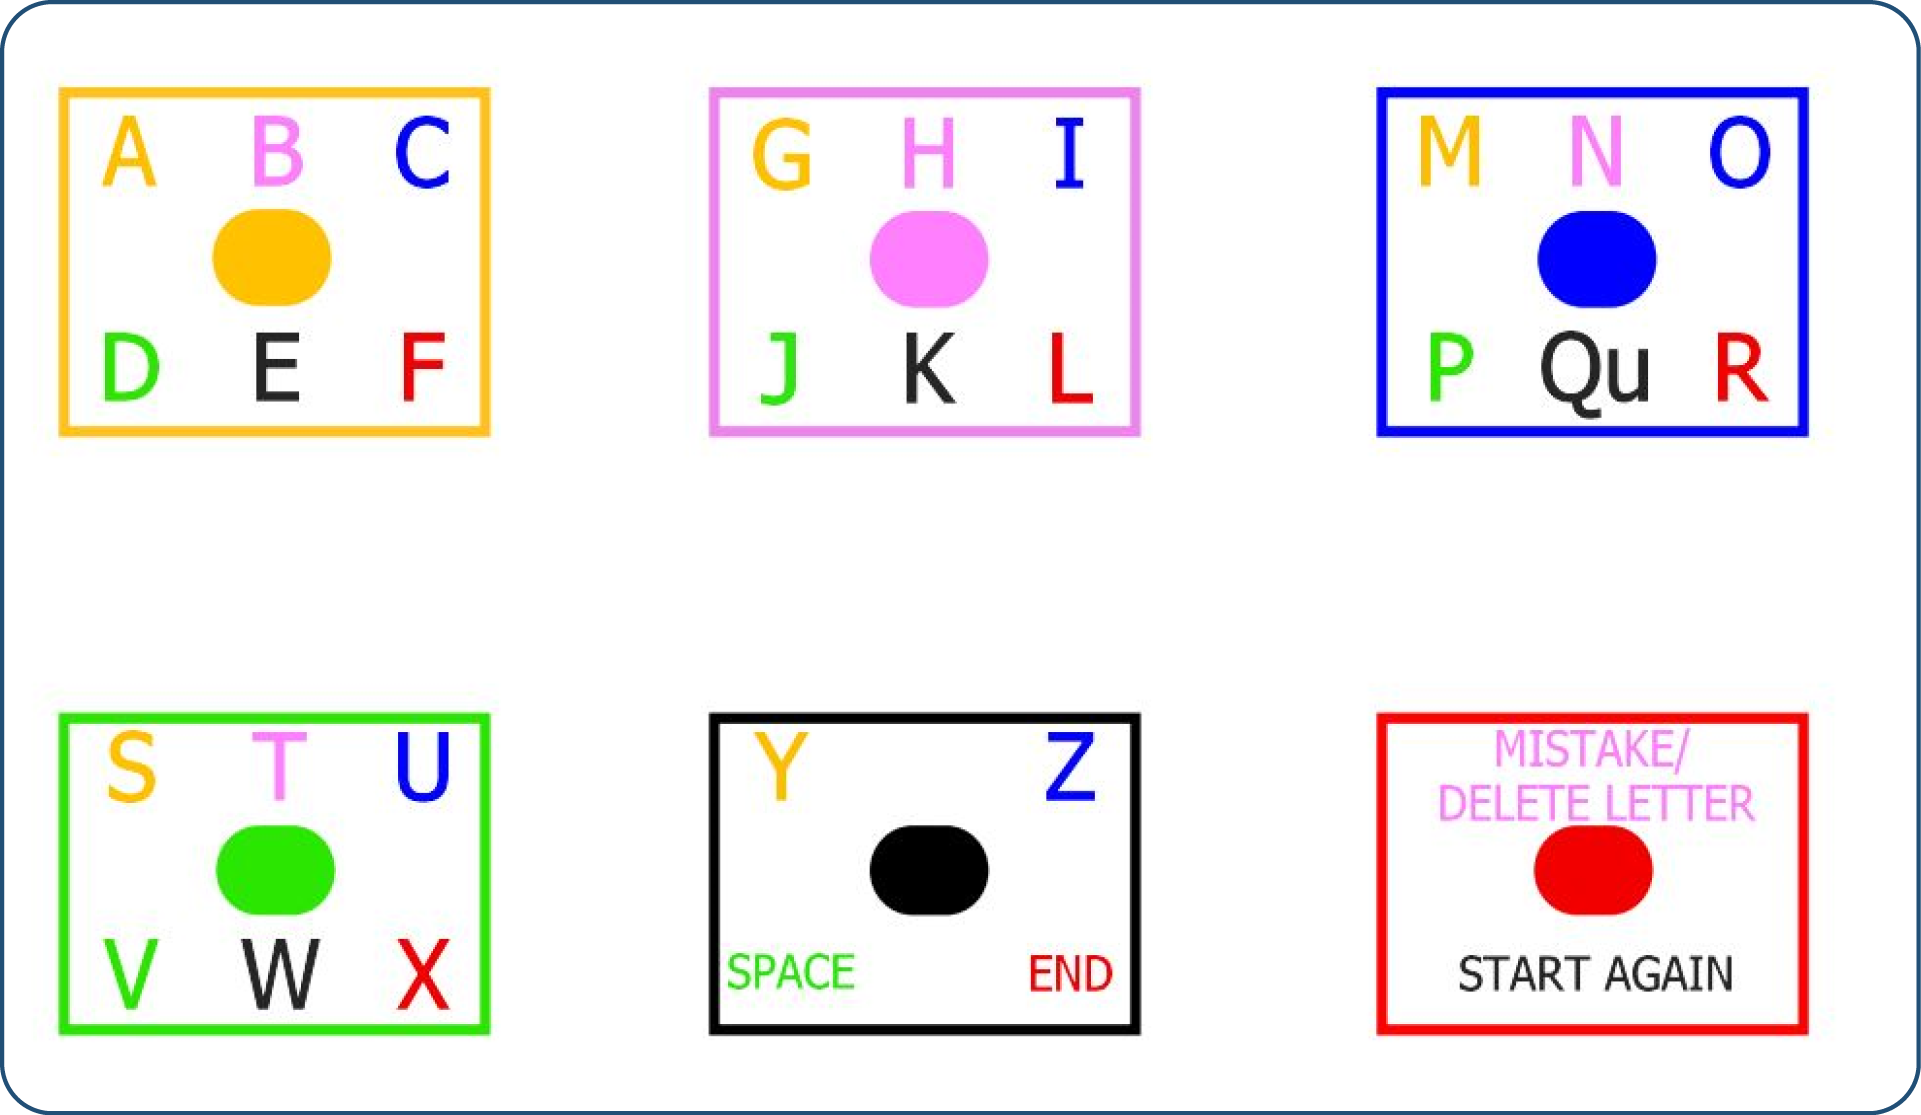 A B C
D E F
G H I
J K L
M N O
P Qu R
S T U
V W X
Y Z
SPACE END
MISTAKE/
DELETE LETTER
START AGAIN